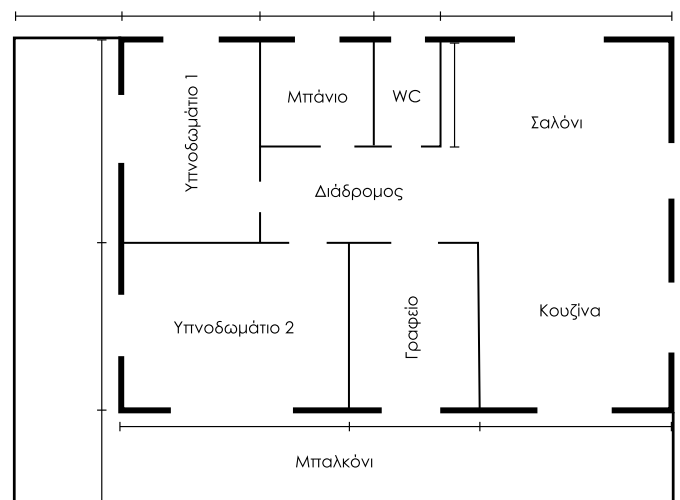 Μπάνιο
WC
Σαλόνι
Υπνοδωμάτιο 1
Διάδρομος
Υπνοδωμάτιο 2
Γραφείο
Κουζίνα
Μπαλκόνι